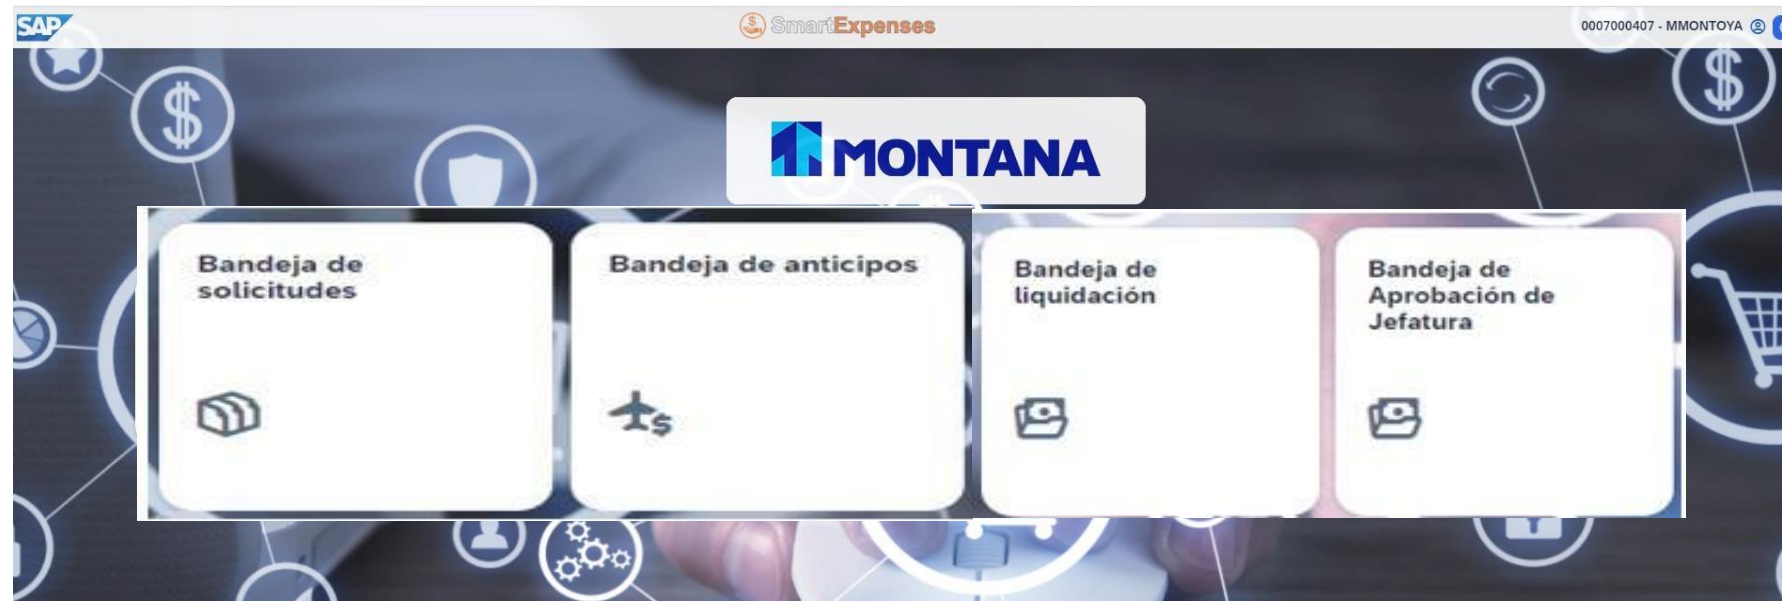 SAP
SmartExpenses
0007000407 - MMONTOYA
MONTANA
Bandeja de
solicitudes
Bandeja de anticipos
Bandeja de
liquidación
Bandeja de
Aprobación de
Jefatura